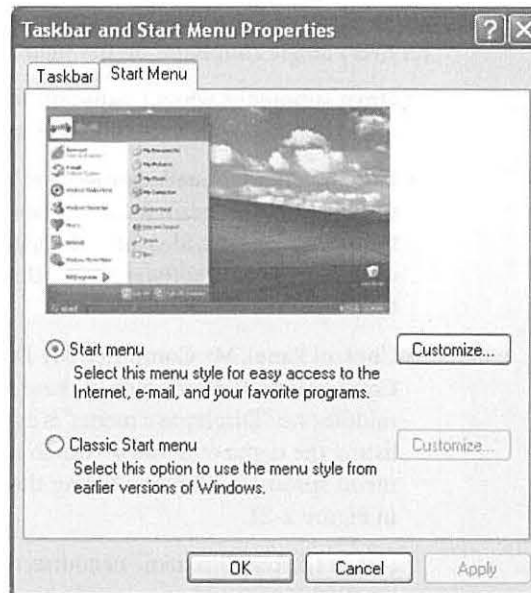 Taskbar and Start Menu Properties
Taskbar
Start Menu
Start menu
Customize...
Select this menu style for easy access to the
Internet, e-mail, and your favorite programs.
Classic Start menu
Customize...
Select this option to use the menu style from
earlier versions of Windows.
OK
Cancel
Apply